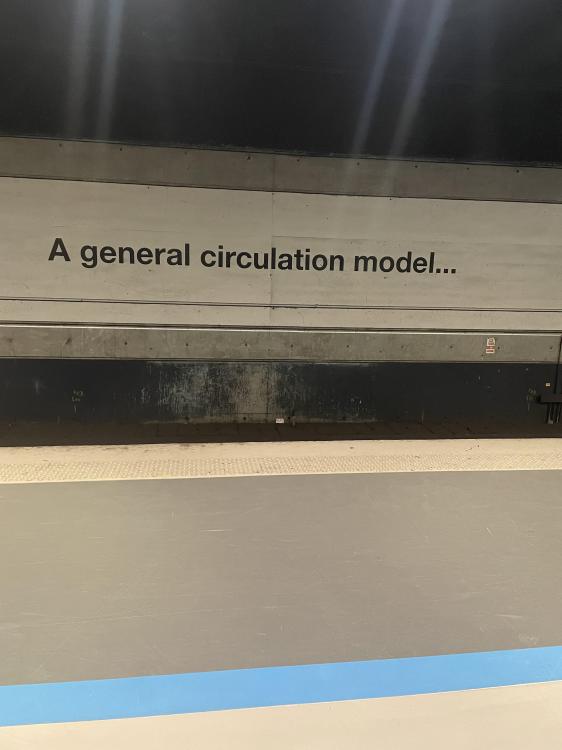 A general circulation model...